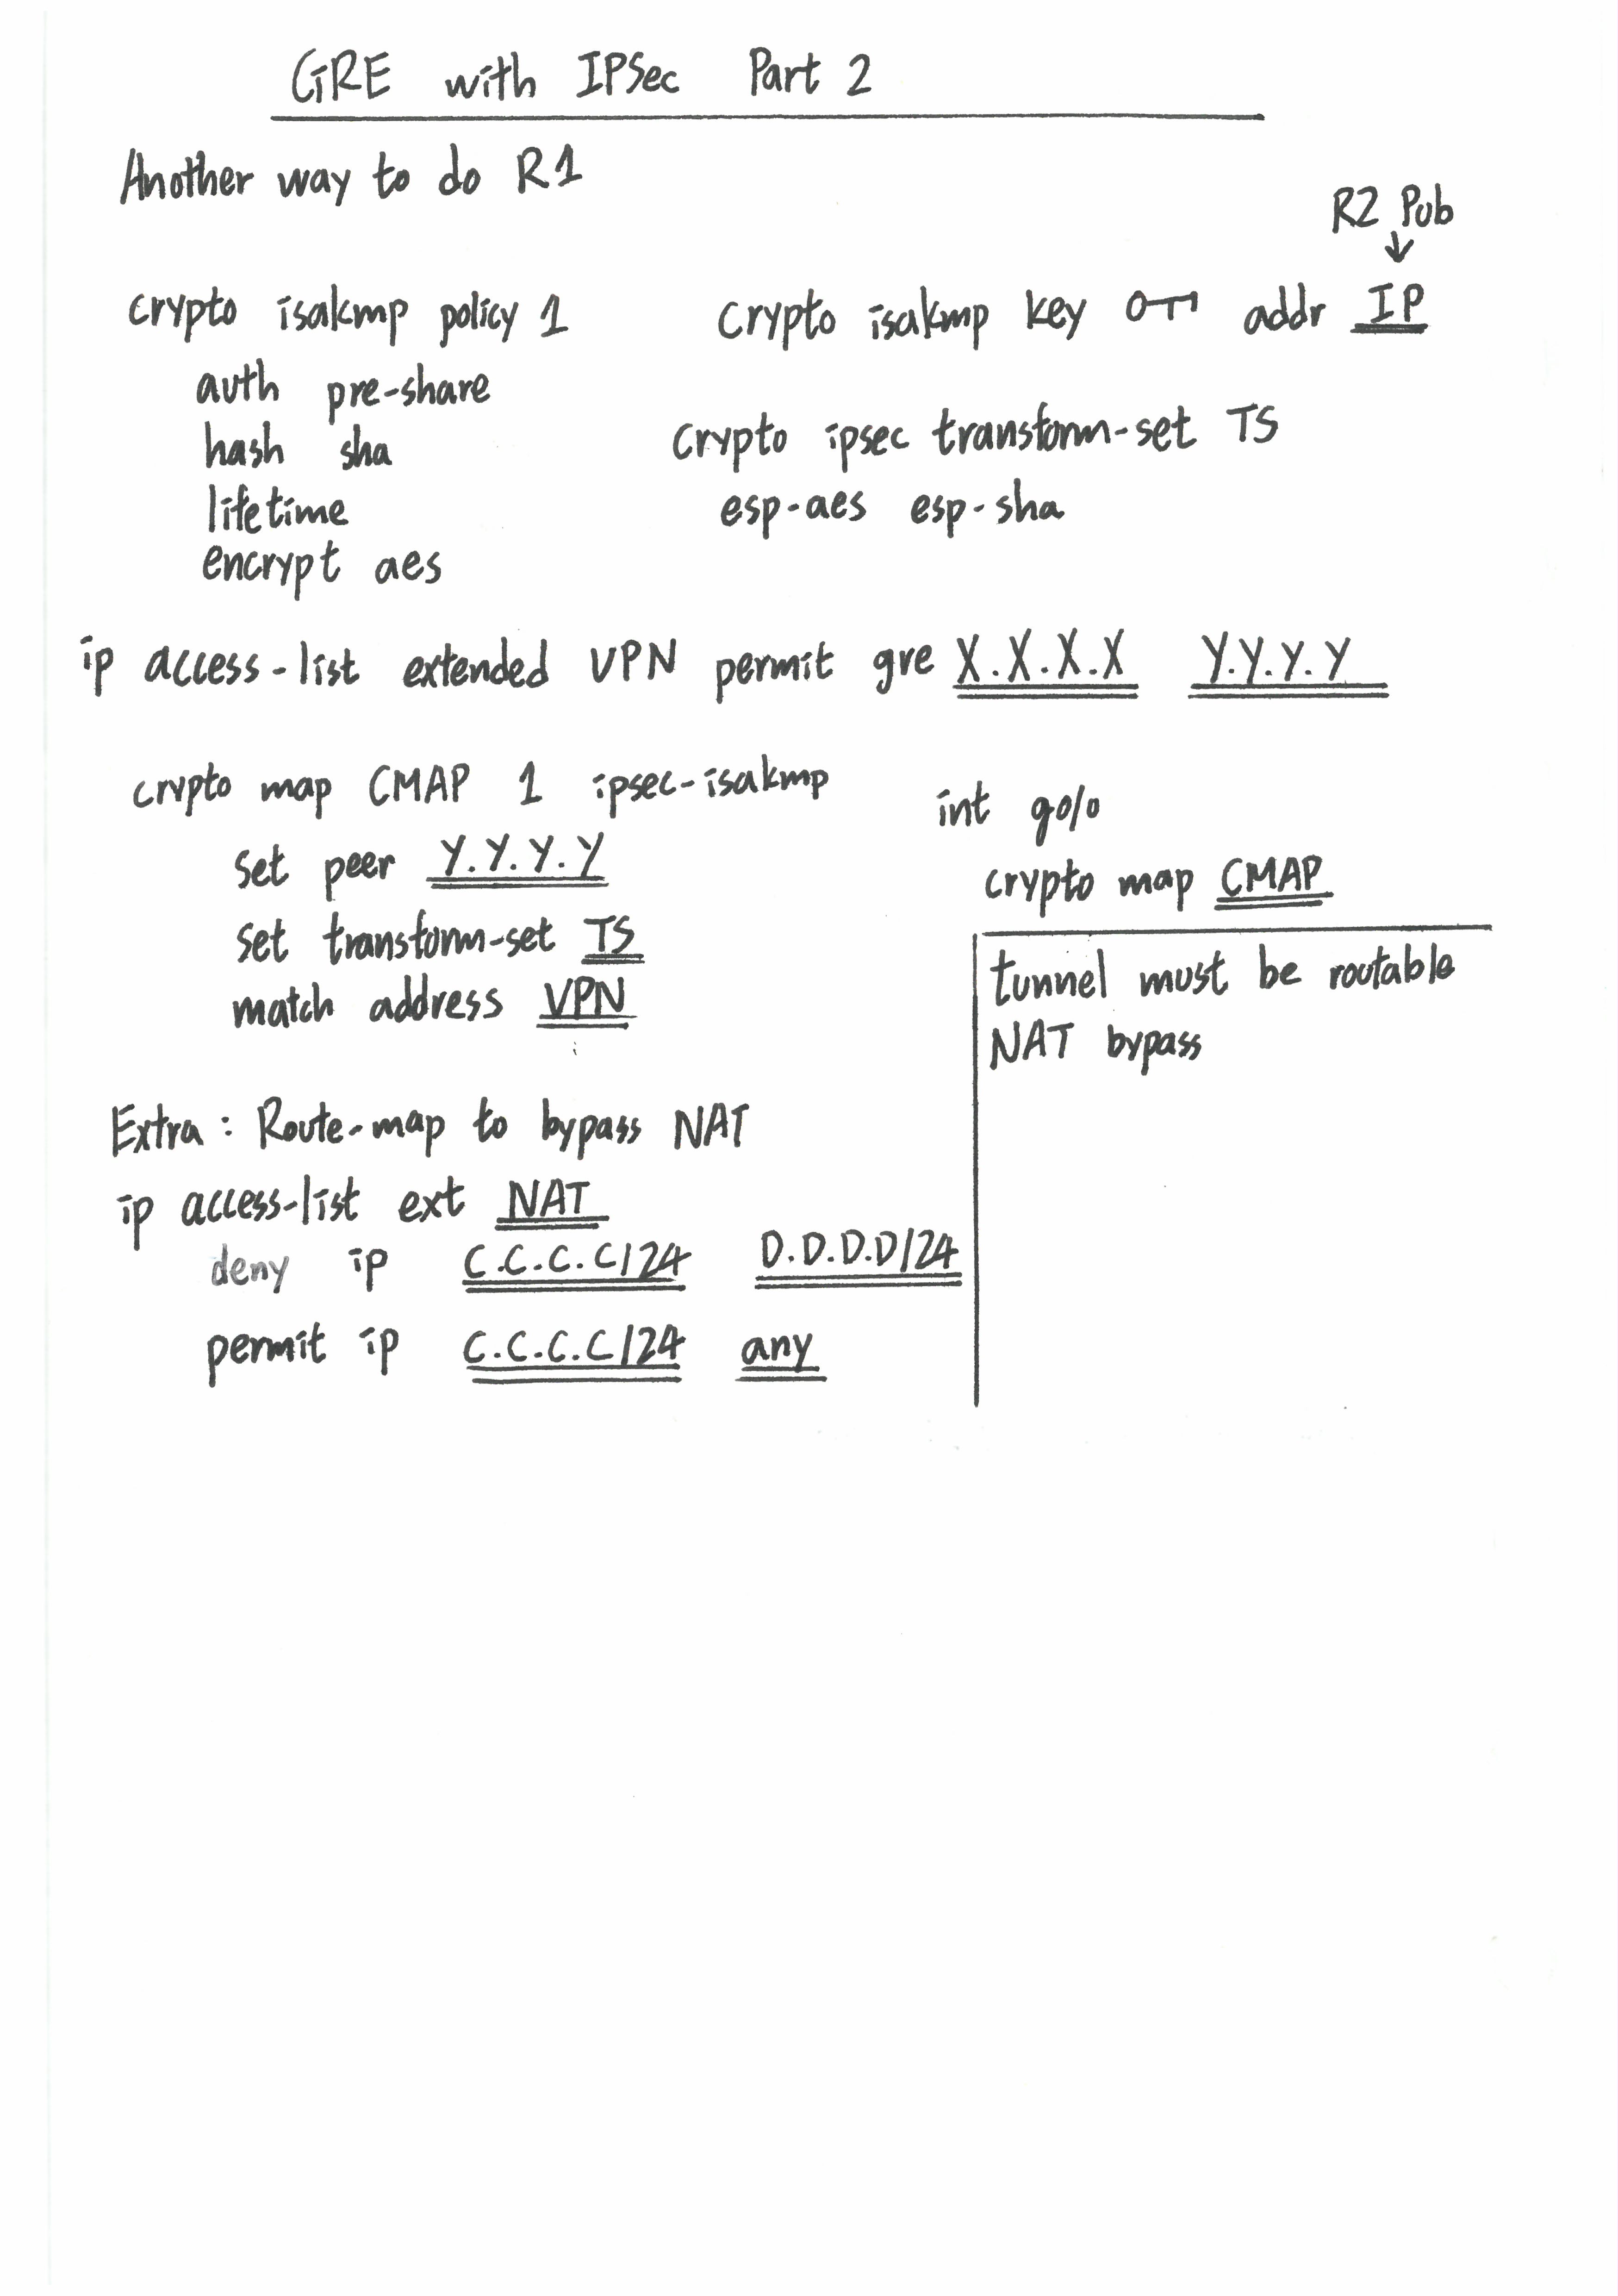 GRE with IPSec Part 2
Another way to do R1
crypto isakmp policy 1
auth pre-share
hash sha
lifetime
encrypt aes
R2 Pub
crypto isakmp key addr IP
crypto ipsec transform-set TS
esp-aes esp-sha
ip access-list extended VPN permit gre X.X.X.X Y.Y.Y.Y
crypto map CMAP 1 ipsec-isakmp
set peer Y.Y.Y.Y
set transform-set TS
match address VPN
int g0/0
crypto map CMAP
tunnel must be routable
NAT bypass
Extra: Route-map to bypass NAT
ip access-list ext NAT
deny ip C.C.C.C/24 D.D.D.D/24
permit ip C.C.C.C/24 any